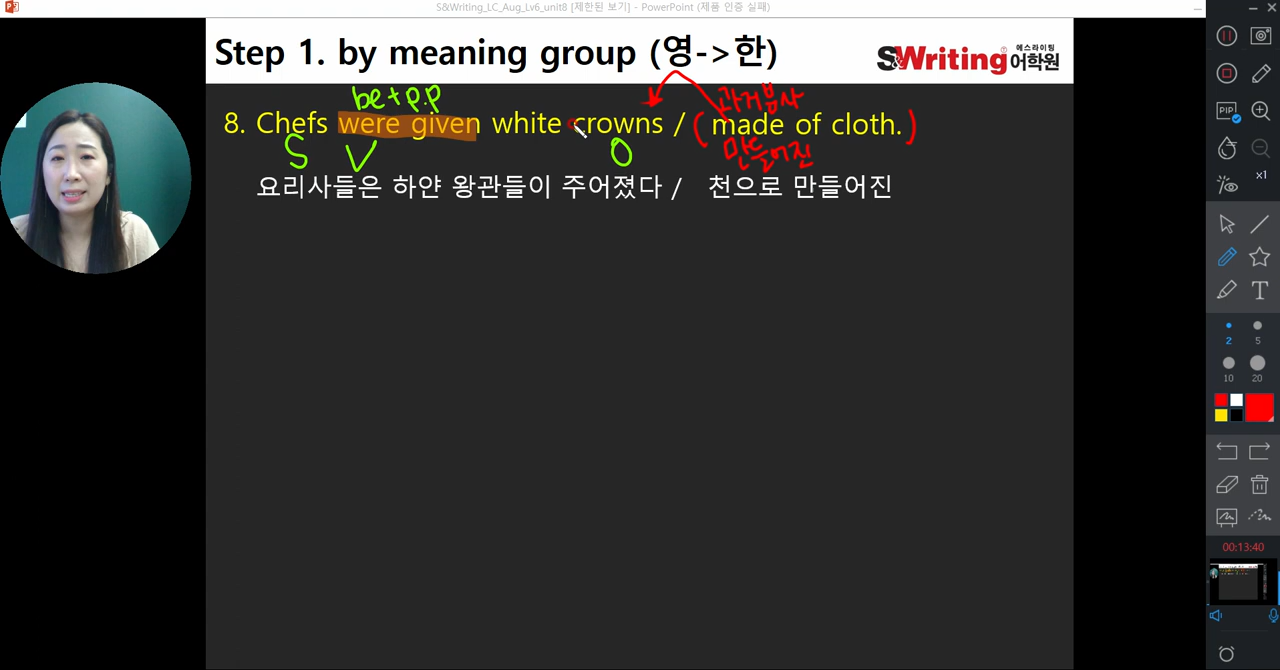 S&Writing_LC_Aug_Lv6_unit8 [제한된 보기] - PowerPoint (제품 인증 실패)
Step 1. by meaning group (영->한)
S&Writing 에스라이팅 어학원
be+p.p 과거분사
8. Chefs were given white crowns / (made of cloth.)
S V O 만들어진
요리사들은 하얀 왕관들이 주어졌다 / 천으로 만들어진
PIP
x1
T
2 5
10 20
00:13:40